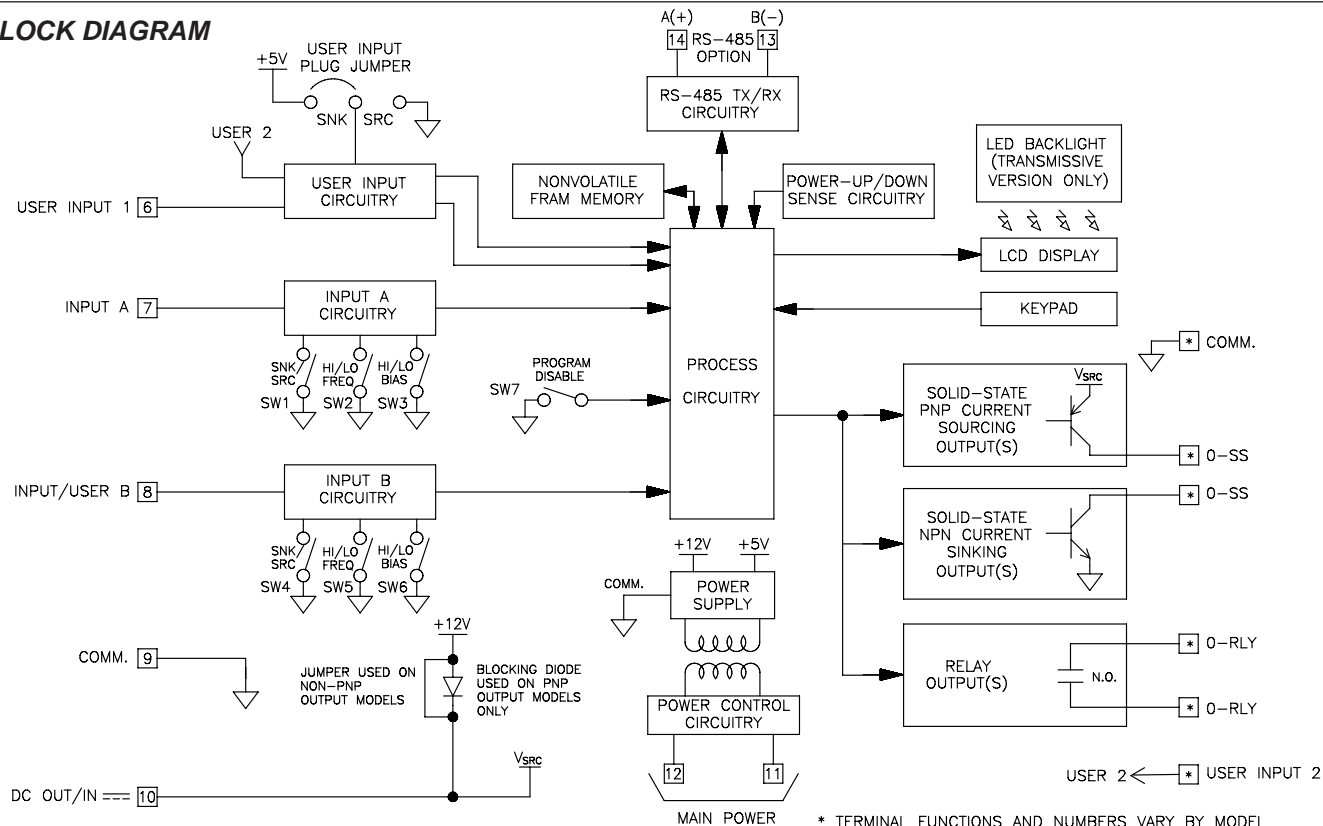 LOCK DIAGRAM
A(+) B(-)
14 RS-485 13
OPTION
RS-485 TX/RX
CIRCUITRY
USER INPUT
PLUG JUMPER
+5V
SNK SRC
USER 2
USER INPUT
CIRCUITRY
USER INPUT 1 6
NONVOLATILE
FRAM MEMORY
POWER-UP/DOWN
SENSE CIRCUITRY
LED BACKLIGHT
(TRANSMISSIVE
VERSION ONLY)
LCD DISPLAY
KEYPAD
INPUT A 7
INPUT A
CIRCUITRY
SNK
SRC
SW1
HI/LO
FREQ
SW2
HI/LO
BIAS
SW3
PROGRAM
DISABLE
SW7
PROCESS
CIRCUITRY
* COMM.
SOLID-STATE
PNP CURRENT
SOURCING
OUTPUT(S)
VSRC
* O-SS
* O-SS
SOLID-STATE
NPN CURRENT
SINKING
OUTPUT(S)
INPUT/USER B 8
INPUT B
CIRCUITRY
SNK
SRC
SW4
HI/LO
FREQ
SW5
HI/LO
BIAS
SW6
+12V +5V
COMM.
POWER
SUPPLY
POWER CONTROL
CIRCUITRY
12 11
MAIN POWER
RELAY
OUTPUT(S)
N.O.
* O-RLY
* O-RLY
COMM. 9
+12V
JUMPER USED ON
NON-PNP
OUTPUT MODELS
BLOCKING DIODE
USED ON PNP
OUTPUT MODELS
ONLY
VSRC
DC OUT/IN 10
USER 2 * USER INPUT 2
* TERMINAL FUNCTIONS AND NUMBERS VARY BY MODEL